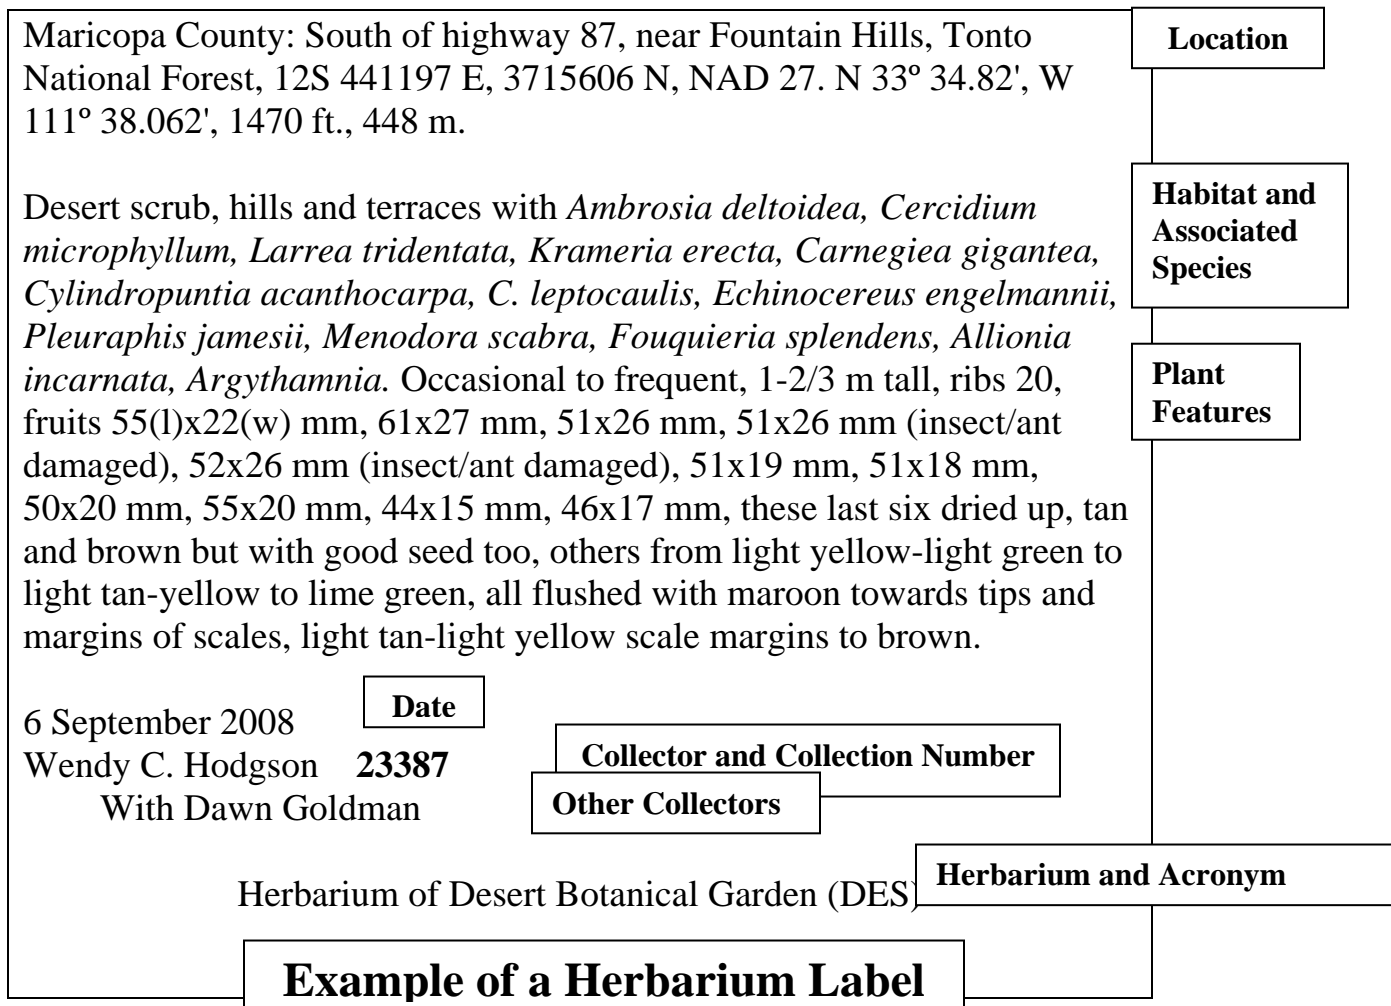 Maricopa County: South of highway 87, near Fountain Hills, Tonto
National Forest, 12S 441197 E, 3715606 N, NAD 27. N 33º 34.82', W
111º 38.062', 1470 ft., 448 m.
Location
Desert scrub, hills and terraces with Ambrosia deltoidea, Cercidium
microphyllum, Larrea tridentata, Krameria erecta, Carnegiea gigantea,
Cylindropuntia acanthocarpa, C. leptocaulis, Echinocereus engelmannii,
Pleuraphis jamesii, Menodora scabra, Fouquieria splendens, Allionia
incarnata, Argythamnia. Occasional to frequent, 1-2/3 m tall, ribs 20,
fruits 55(l)x22(w) mm, 61x27 mm, 51x26 mm, 51x26 mm (insect/ant
damaged), 52x26 mm (insect/ant damaged), 51x19 mm, 51x18 mm,
50x20 mm, 55x20 mm, 44x15 mm, 46x17 mm, these last six dried up, tan
and brown but with good seed too, others from light yellow-light green to
light tan-yellow to lime green, all flushed with maroon towards tips and
margins of scales, light tan-light yellow scale margins to brown.
Habitat and
Associated
Species
Plant
Features
6 September 2008
Date
Wendy C. Hodgson 23387
Collector and Collection Number
With Dawn Goldman
Other Collectors
Herbarium of Desert Botanical Garden (DES)
Herbarium and Acronym
Example of a Herbarium Label